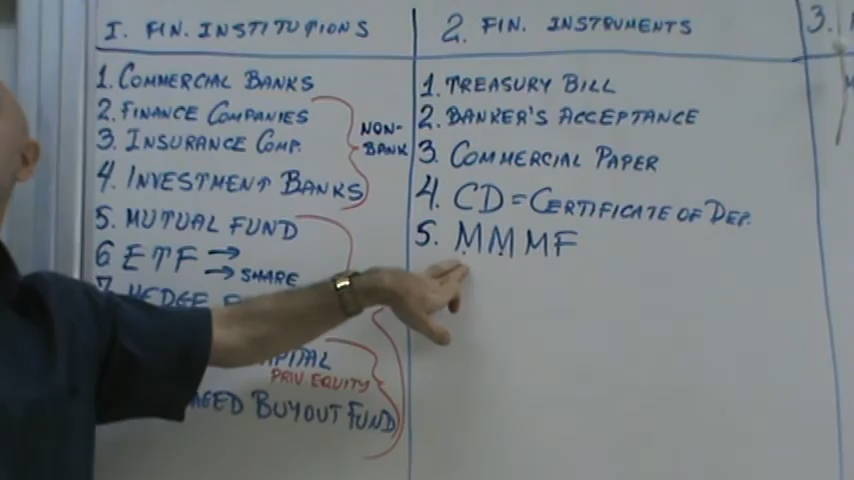 I. FIN. INSTITUTIONS
1. COMMERCIAL BANKS
2. FINANCE COMPANIES
3. INSURANCE COMP.
4. INVESTMENT BANKS
NON-
BANK
5. MUTUAL FUND
6 ETF →
→ SHARE
7. HEDGE
PRIV. EQUITY
BUYOUT FUND
2. FIN. INSTRUMENTS
1. TREASURY BILL
2. BANKER'S ACCEPTANCE
3. COMMERCIAL PAPER
4. CD = CERTIFICATE OF DEP.
5. MMMF
3.